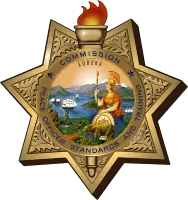 COMMISSION
EUREKA
PEACE OFFICER STANDARDS AND TRAINING